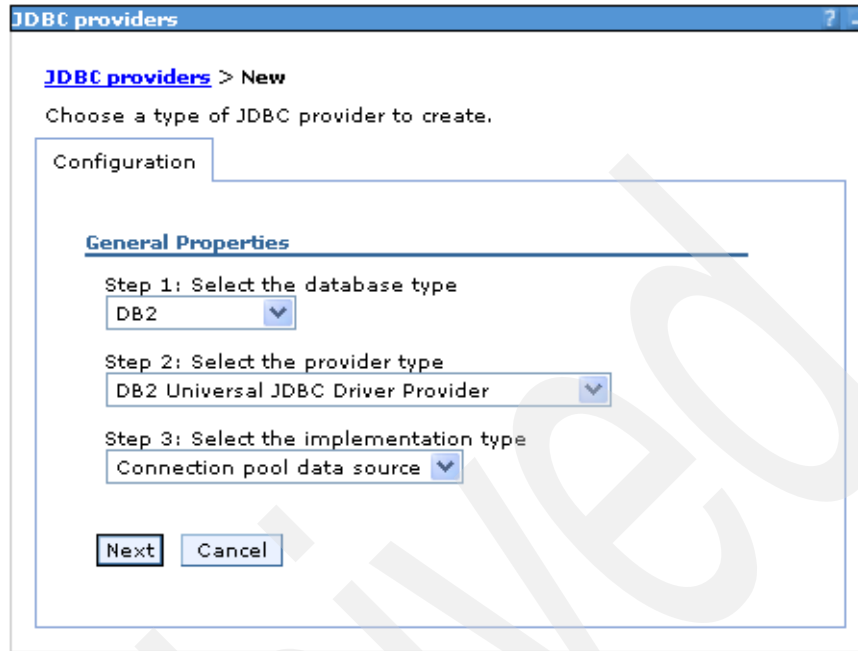 JDBC providers ? -
JDBC providers > New
Choose a type of JDBC provider to create.
Configuration
General Properties
Step 1: Select the database type
DB2
Step 2: Select the provider type
DB2 Universal JDBC Driver Provider
Step 3: Select the implementation type
Connection pool data source
Next Cancel